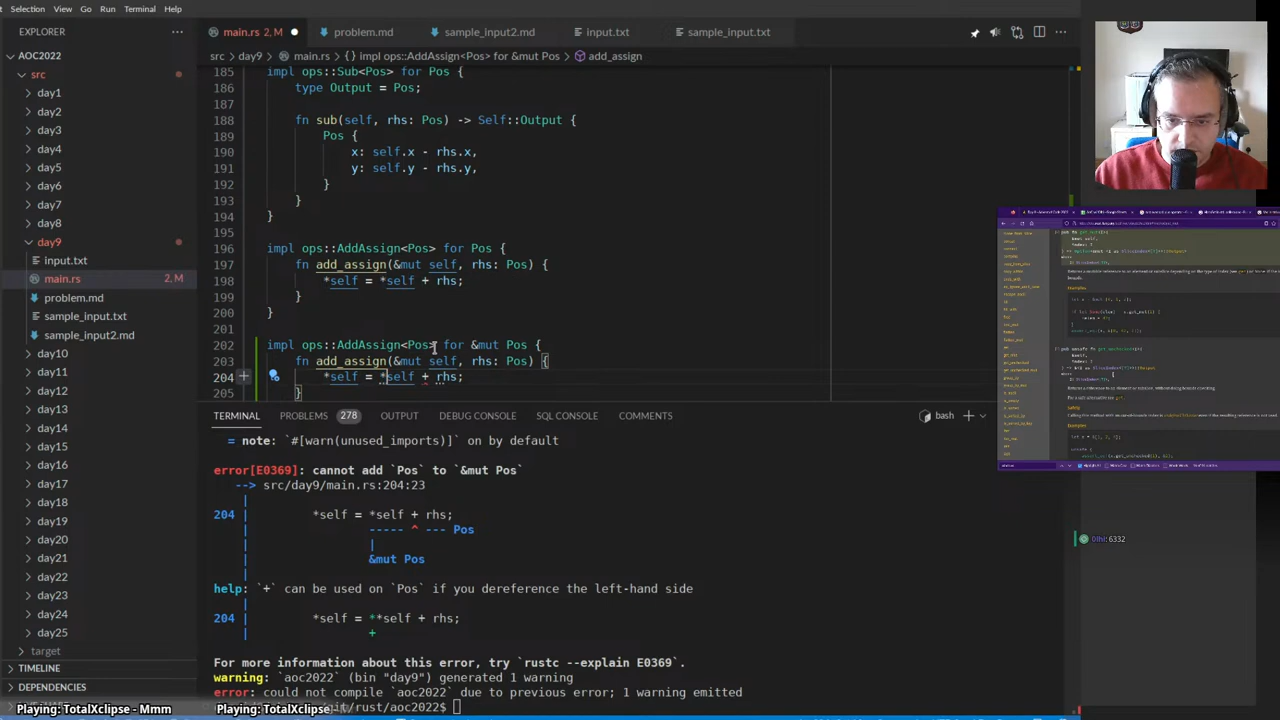 Selection View Go Run Terminal Help
EXPLORER
AOC2022
src
day1
day2
day3
day4
day5
day6
day7
day8
day9
input.txt
main.rs 2, M
problem.md
sample_input.txt
sample_input2.md
day10
day11
day12
day13
day14
day15
day16
day17
day18
day19
day20
day21
day22
day23
day24
day25
target
TIMELINE
DEPENDENCIES
main.rs 2, M
problem.md
sample_input2.md
input.txt
sample_input.txt
src > day9 > main.rs > {} impl ops::AddAssign<Pos> for &mut Pos > add_assign
185 impl ops::Sub<Pos> for Pos {
186 type Output = Pos;
187
188 fn sub(self, rhs: Pos) -> Self::Output {
189 Pos {
190 x: self.x - rhs.x,
191 y: self.y - rhs.y,
192 }
193 }
194 }
195
196 impl ops::AddAssign<Pos> for Pos {
197 fn add_assign(&mut self, rhs: Pos) {
198 *self = *self + rhs;
199 }
200 }
201
202 impl ops::AddAssign<Pos> for &mut Pos {
203 fn add_assign(&mut self, rhs: Pos) {
204 *self = *self + rhs;
205 }
TERMINAL PROBLEMS 278 OUTPUT DEBUG CONSOLE SQL CONSOLE COMMENTS
bash
= note: `#[warn(unused_imports)]` on by default
error[E0369]: cannot add `Pos` to `&mut Pos`
--> src/day9/main.rs:204:23
|
204 | *self = *self + rhs;
| ----- ^ --- Pos
| |
| &mut Pos
|
help: `+` can be used on `Pos` if you dereference the left-hand side
|
204 | *self = **self + rhs;
| +
For more information about this error, try `rustc --explain E0369`.
warning: `aoc2022` (bin "day9") generated 1 warning
error: could not compile `aoc2022` due to previous error; 1 warning emitted
/git/rust/aoc2022$
Playing: TotalXclipse - Mmm
Playing: TotalXclipse
6332